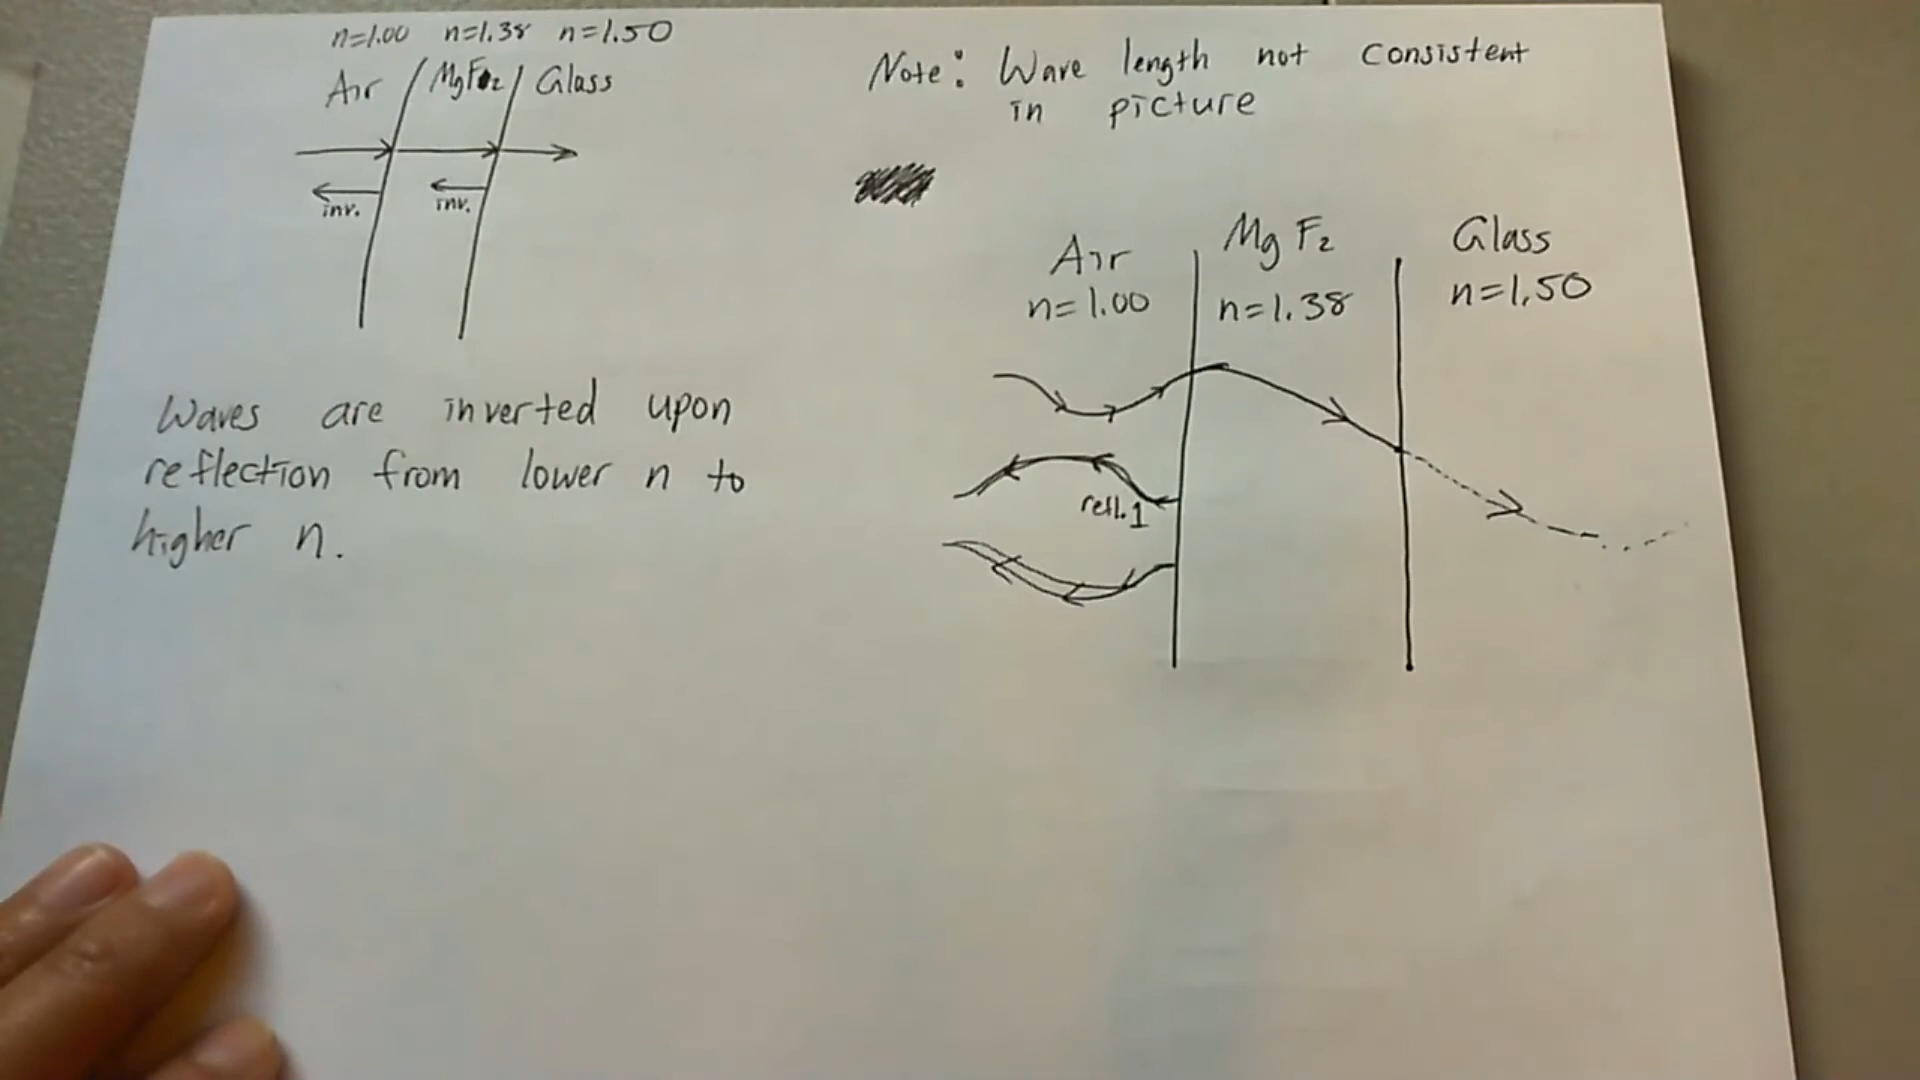 n=1.00 n=1.38 n=1.50
Air MgF2 Glass
inv. inv.
Waves are inverted upon
reflection from lower n to
higher n.
Note: Wave length not consistent
in picture
Air MgF2 Glass
n=1.00 n=1.38 n=1.50
refl.1